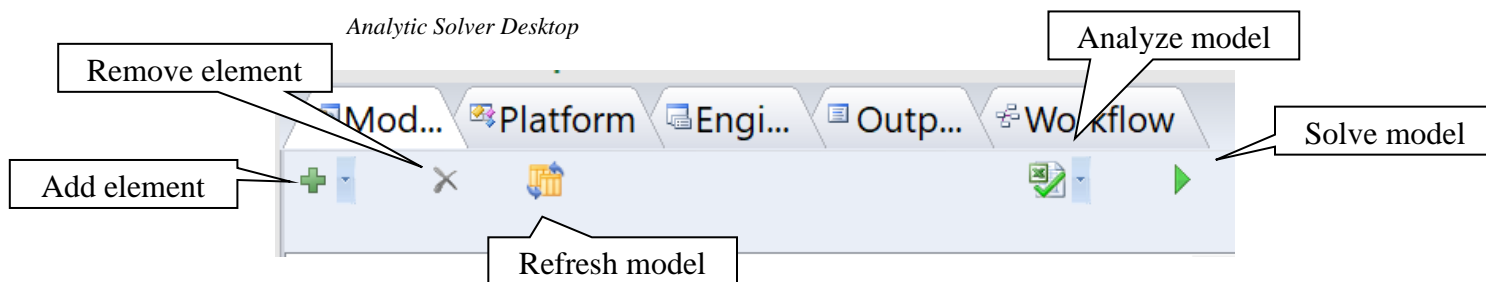 Analytic Solver Desktop
Analyze model
Remove element
Mod... Platform Engi... Outp... Workflow
Solve model
Add element
Refresh model